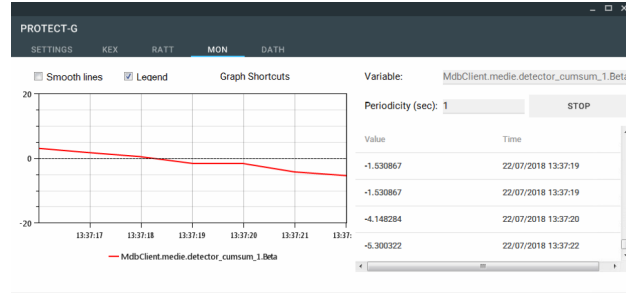 PROTECT-G
SETTINGS KEX RATT MON DATH
Smooth lines Legend Graph Shortcuts
20
0
-20
13:37:17 13:37:18 13:37:19 13:37:20 13:37:21 13:37:
MdbClient.medie.detector_cumsum_1.Beta
Variable: MdbClient.medie.detector_cumsum_1.Beta
Periodicity (sec): 1 STOP
Value Time
-1.530867 22/07/2018 13:37:19
-1.530867 22/07/2018 13:37:19
-4.148284 22/07/2018 13:37:20
-5.300322 22/07/2018 13:37:22